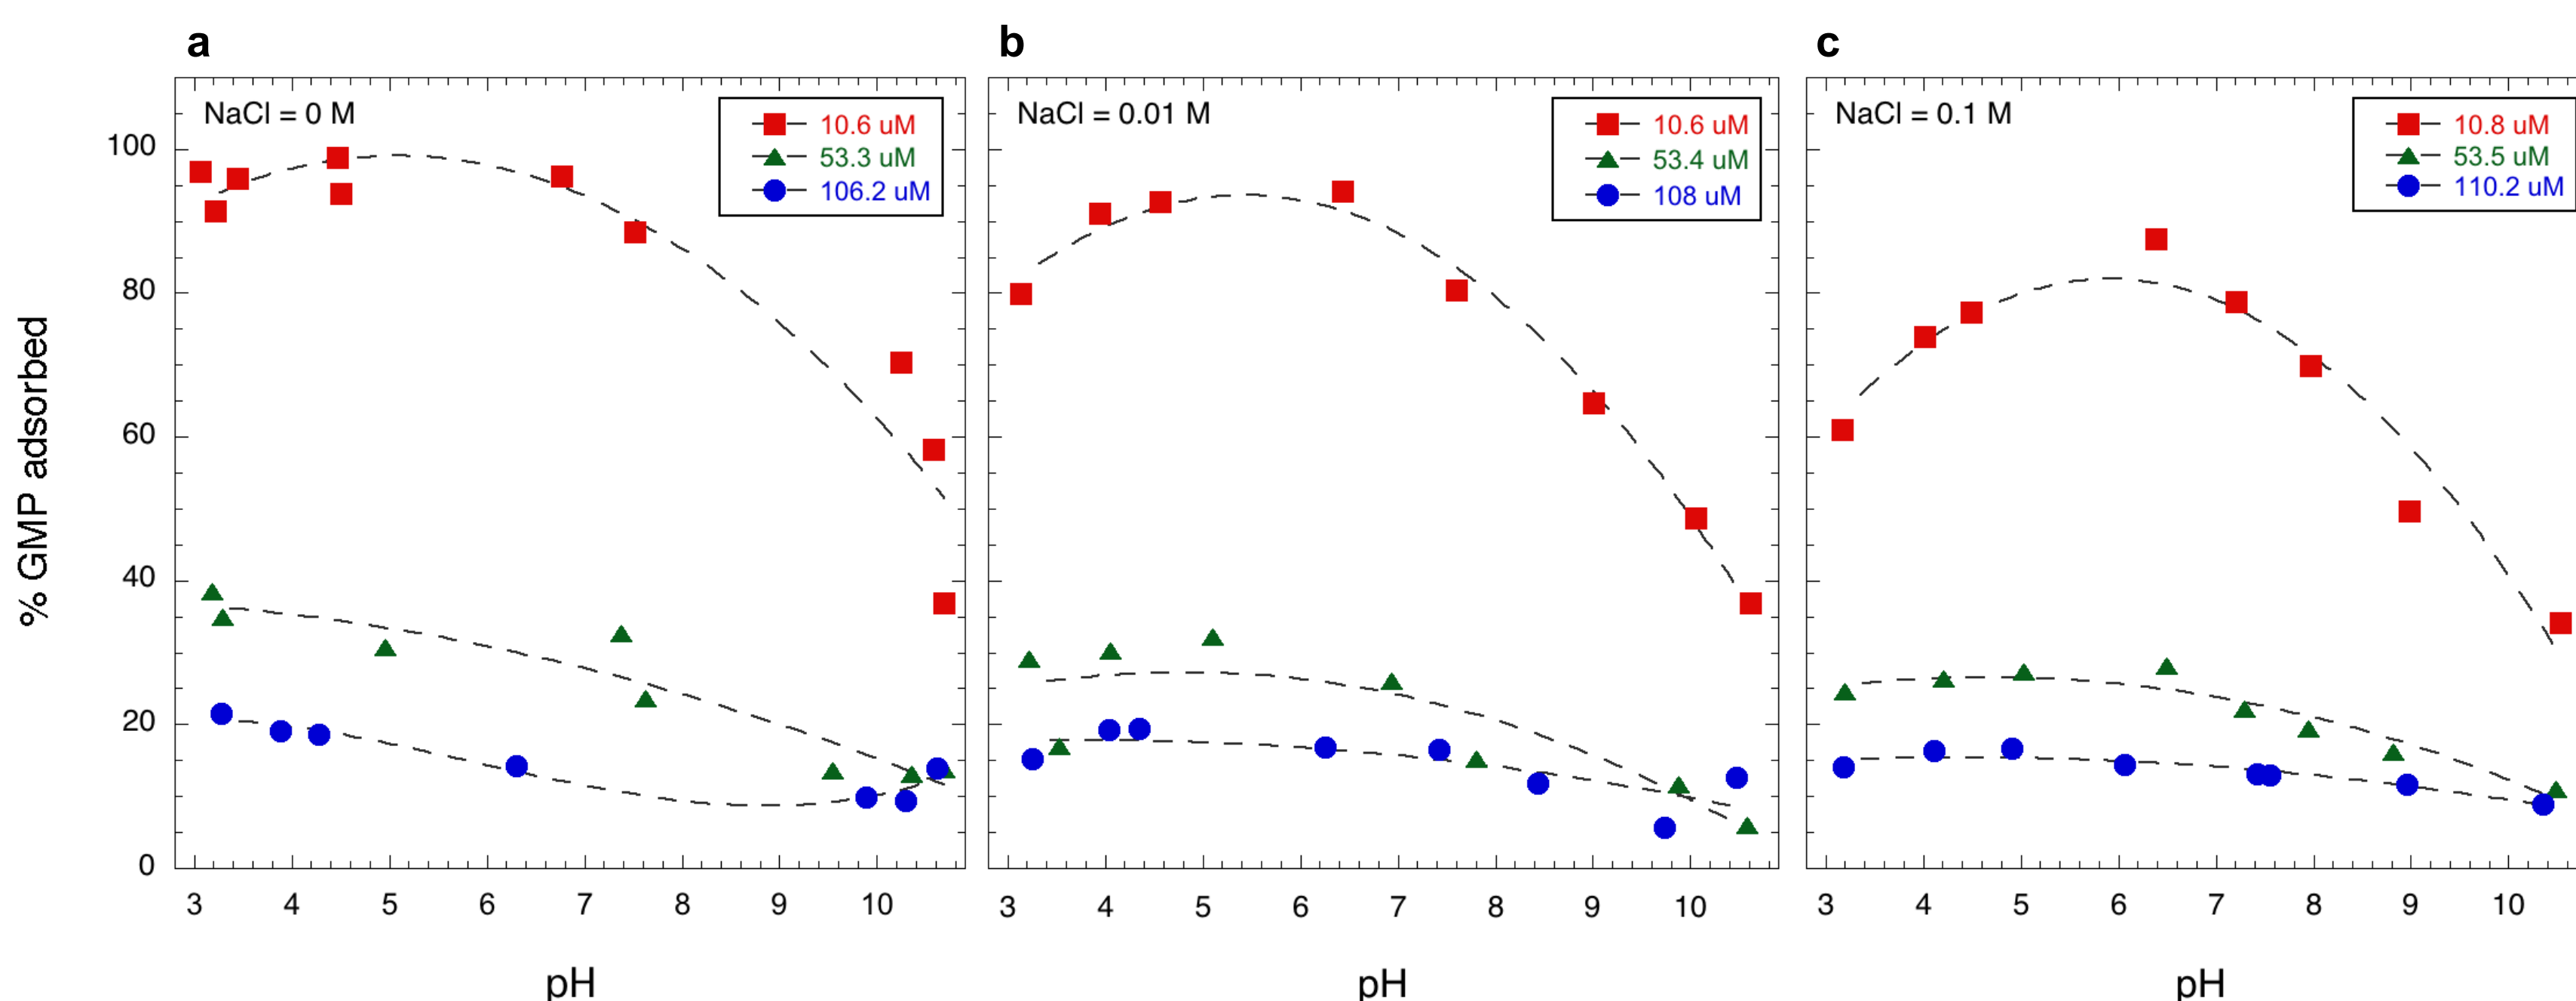 a
NaCl = 0 M
10.6 uM
53.3 uM
106.2 uM
b
NaCl = 0.01 M
10.6 uM
53.4 uM
108 uM
c
NaCl = 0.1 M
10.8 uM
53.5 uM
110.2 uM
% GMP adsorbed
100
80
60
40
20
0
3 4 5 6 7 8 9 10
3 4 5 6 7 8 9 10
3 4 5 6 7 8 9 10
pH
pH
pH